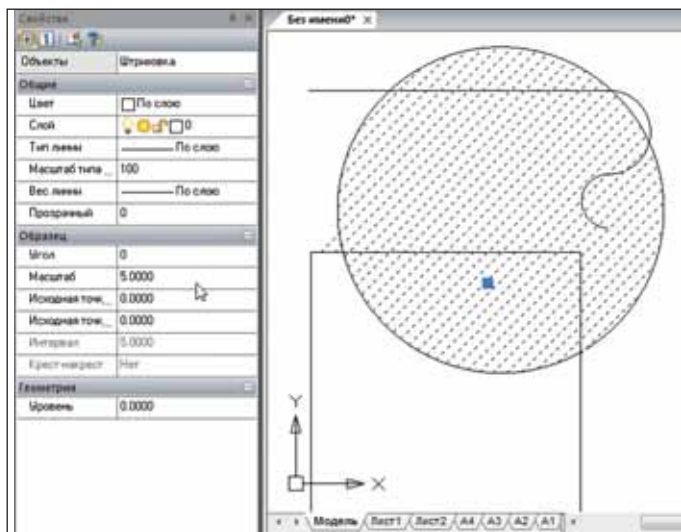 Свойства
Без имени0*
Объекты Штриховка
Общие
Цвет По слою
Слой 0
Тип линии По слою
Масштаб типа ... 100
Вес линии По слою
Прозрачный 0
Образец
Угол 0
Масштаб 5.0000
Исходная точк... 0.0000
Исходная точк... 0.0000
Интервал 5.0000
Крест-накрест Нет
Геометрия
Уровень 0.0000
Y
X
Модель Лист1 Лист2 A4 A3 A2 A1